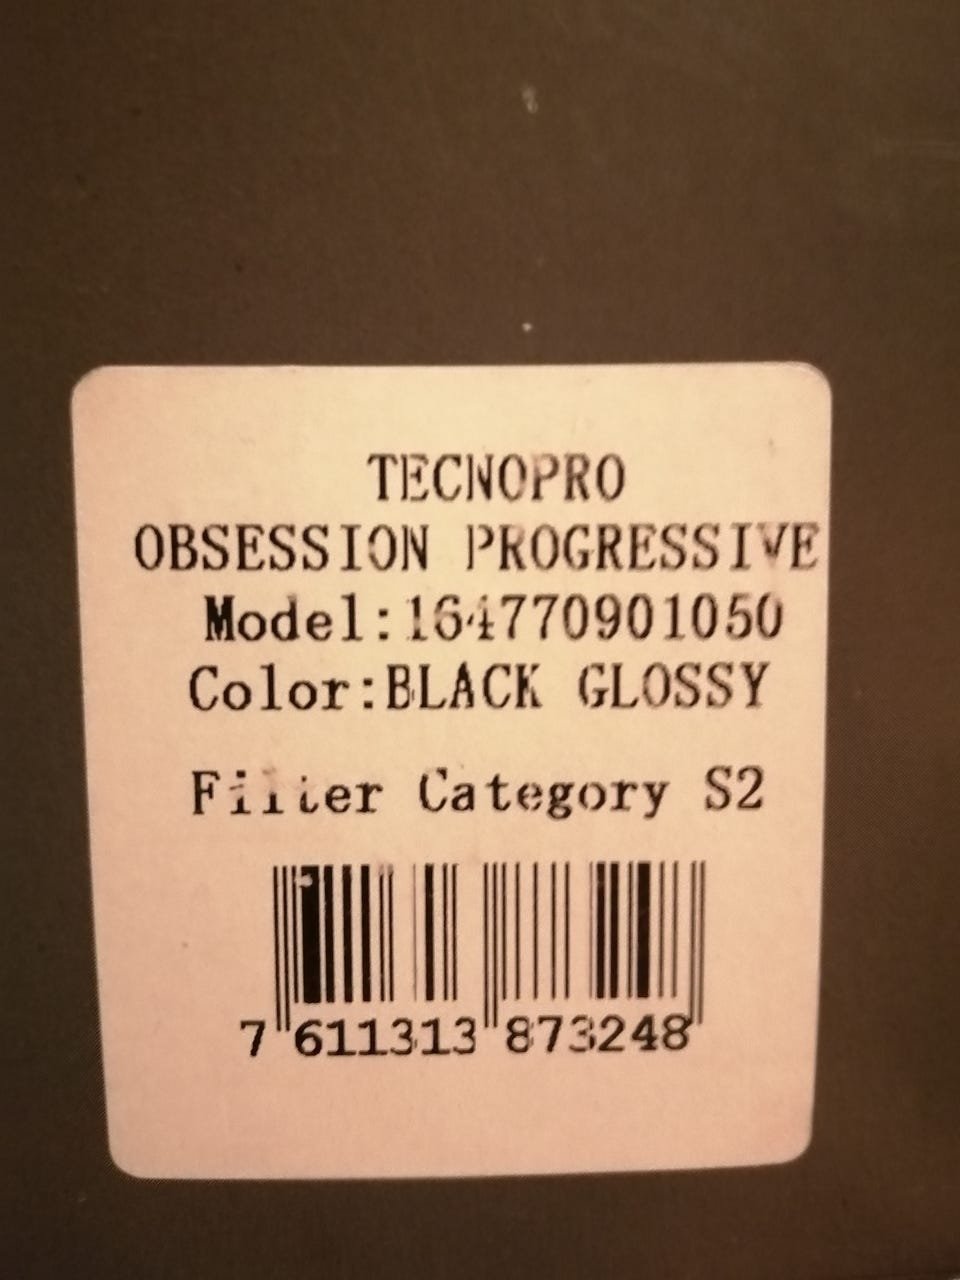 TECNOPRO
OBSESSION PROGRESSIVE
Model:164770901050
Color:BLACK GLOSSY
Filter Category S2
7 611313 873248